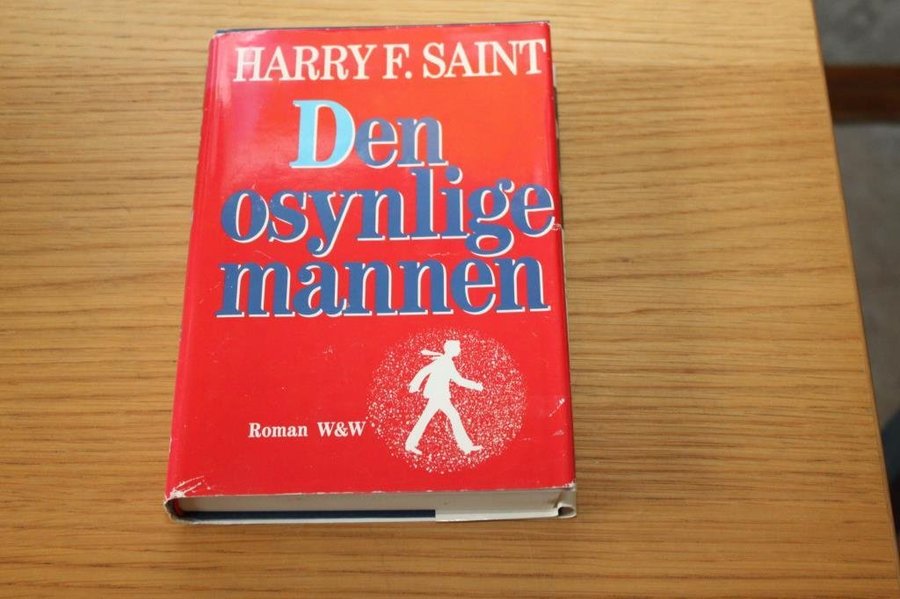 HARRY F. SAINT
Den
osynlige
mannen
Roman W&W